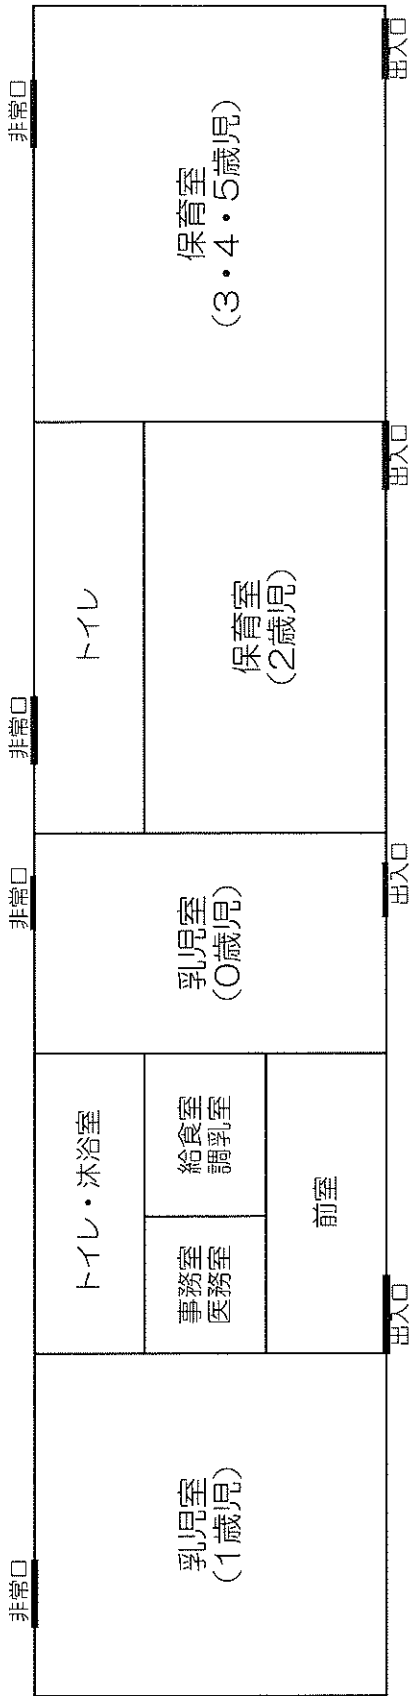 非常口
非常口
非常口
非常口
乳児室
(1歳児)
トイレ・沐浴室
事務室
医務室
給食室
調乳室
前室
乳児室
(0歳児)
トイレ
保育室
(2歳児)
保育室
(3・4・5歳児)
出入口
出入口
出入口
出入口